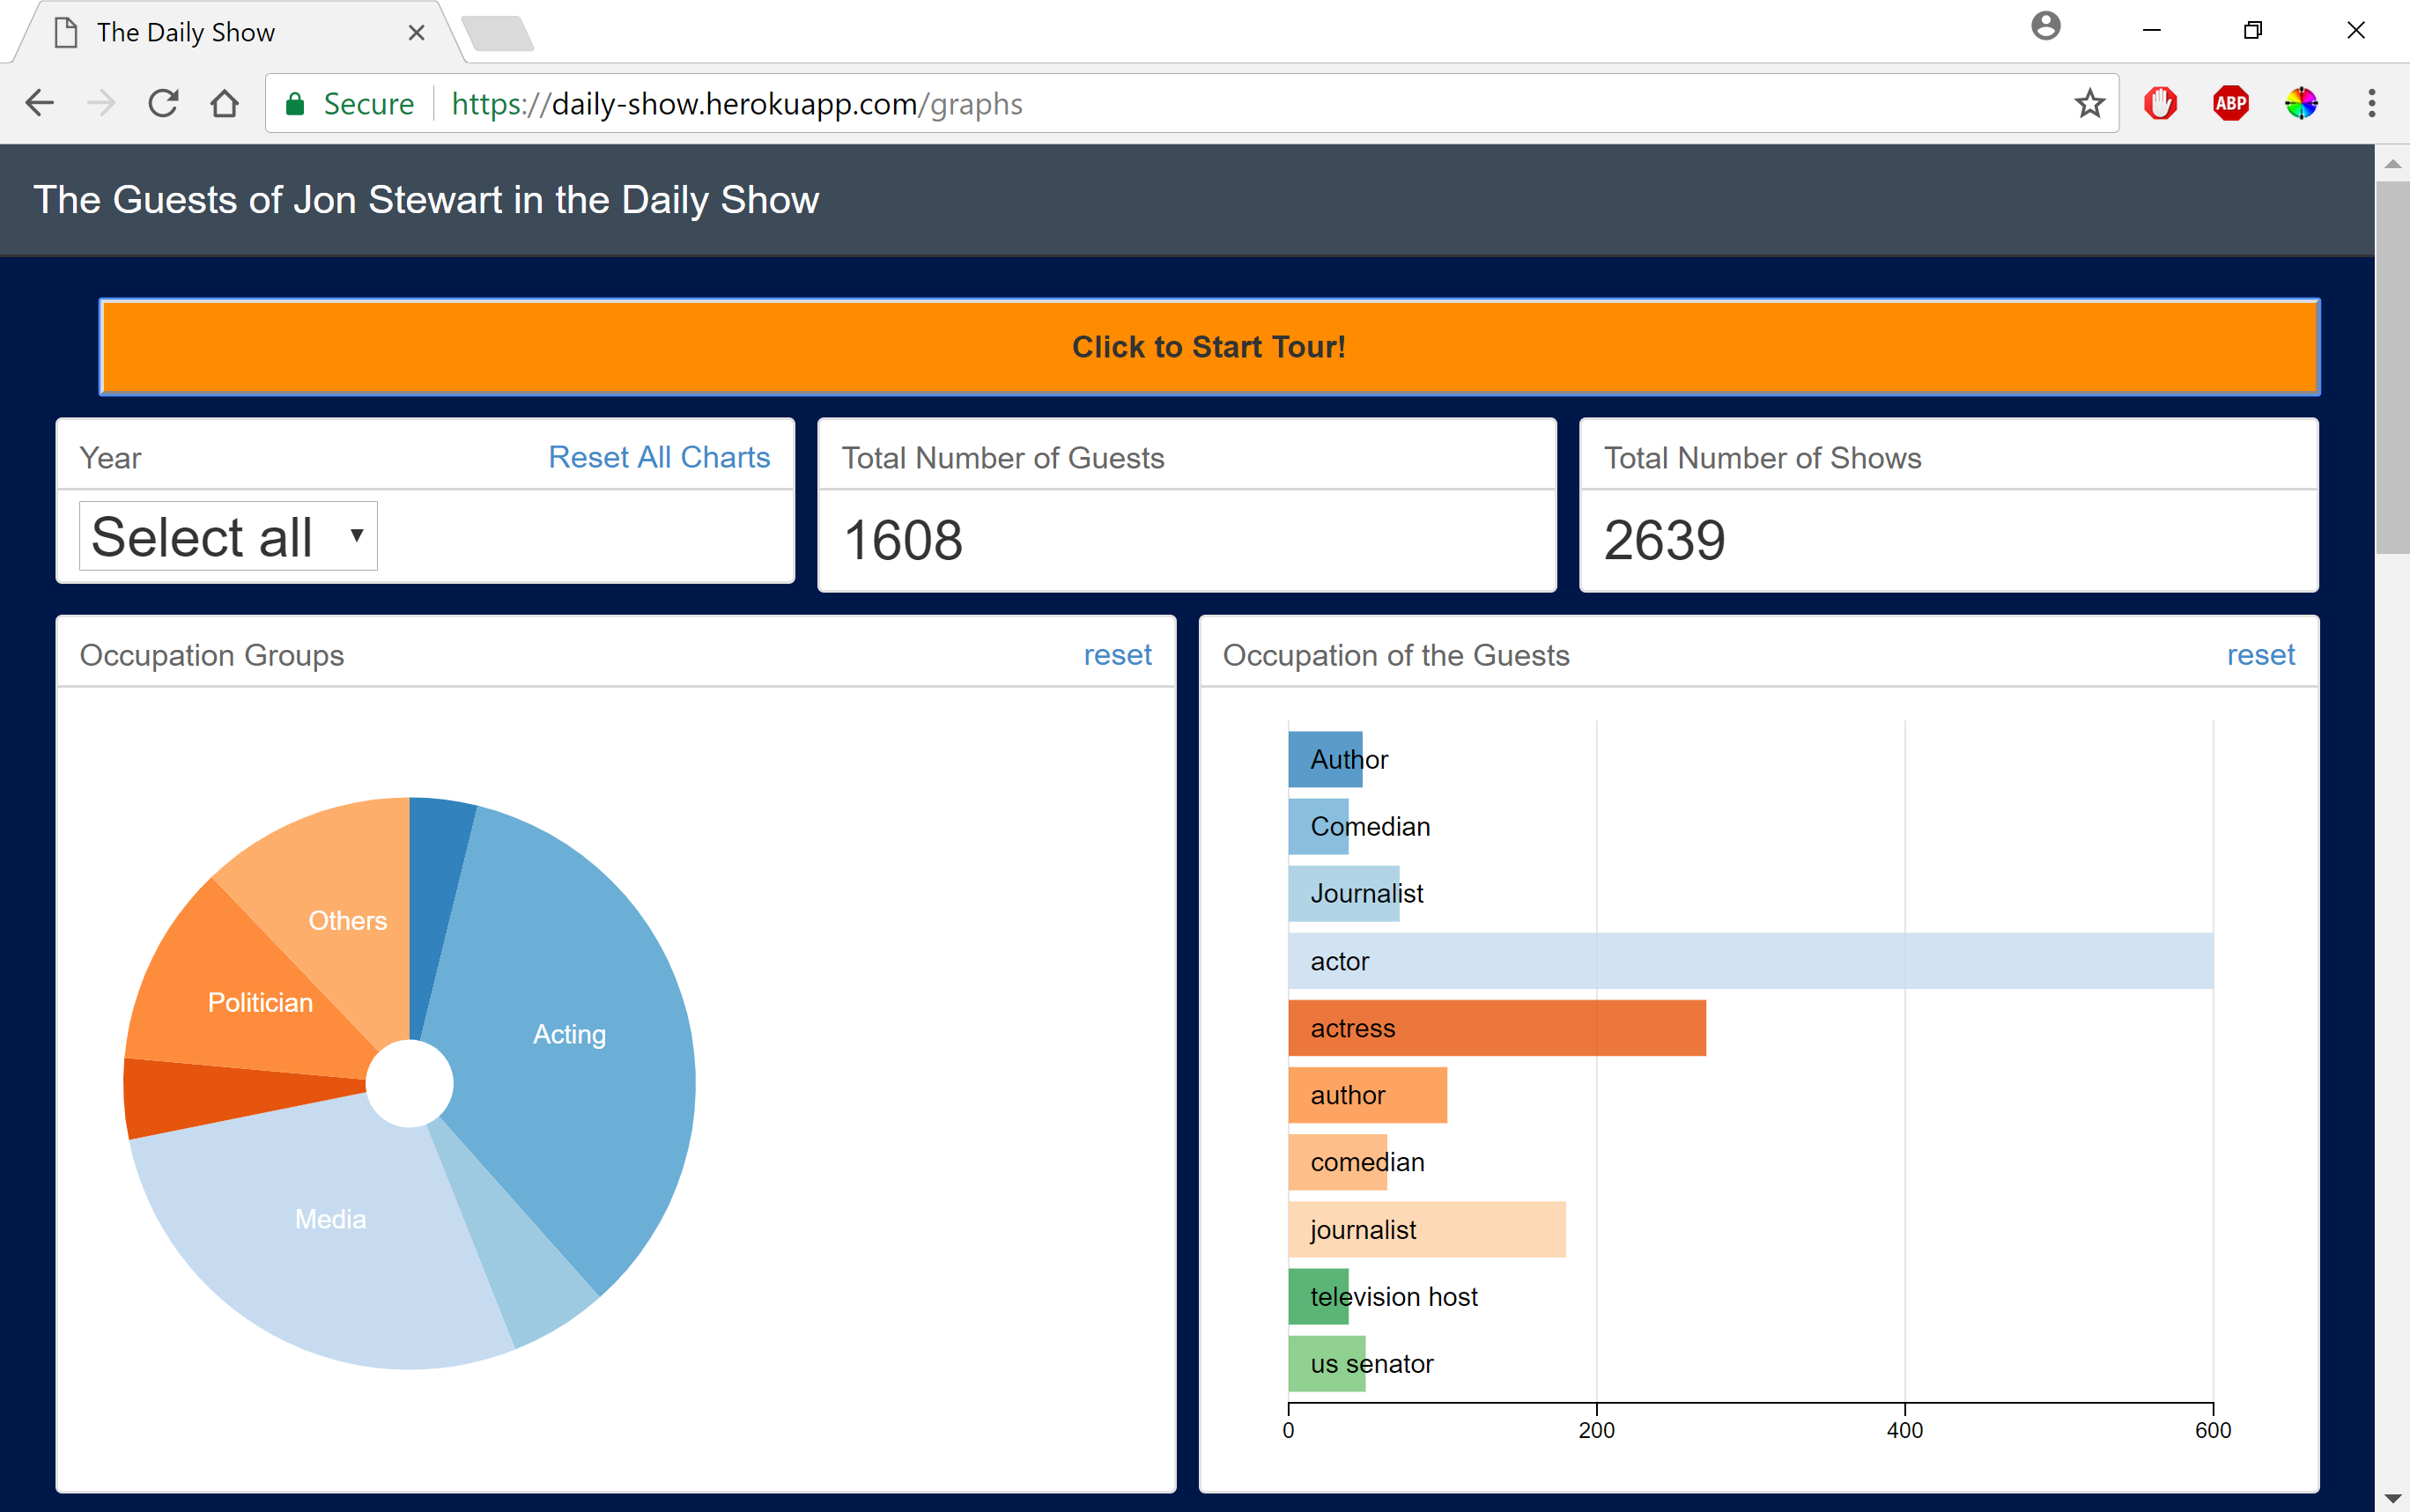 The Daily Show
Secure https://daily-show.herokuapp.com/graphs
ABP
The Guests of Jon Stewart in the Daily Show
Click to Start Tour!
Year Reset All Charts
Select all
Total Number of Guests
1608
Total Number of Shows
2639
Occupation Groups reset
Others
Politician
Acting
Media
Occupation of the Guests reset
Author
Comedian
Journalist
actor
actress
author
comedian
journalist
television host
us senator
0 200 400 600